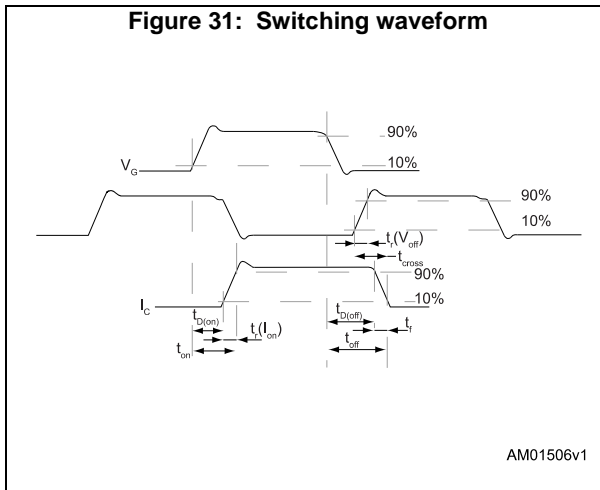 Figure 31: Switching waveform
90%
10%
V_G
90%
10%
t_r(V_off)
t_cross
90%
10%
I_C
t_D(on)
t_D(off)
t_f
t_r(I_on)
t_on
t_off
AM01506v1